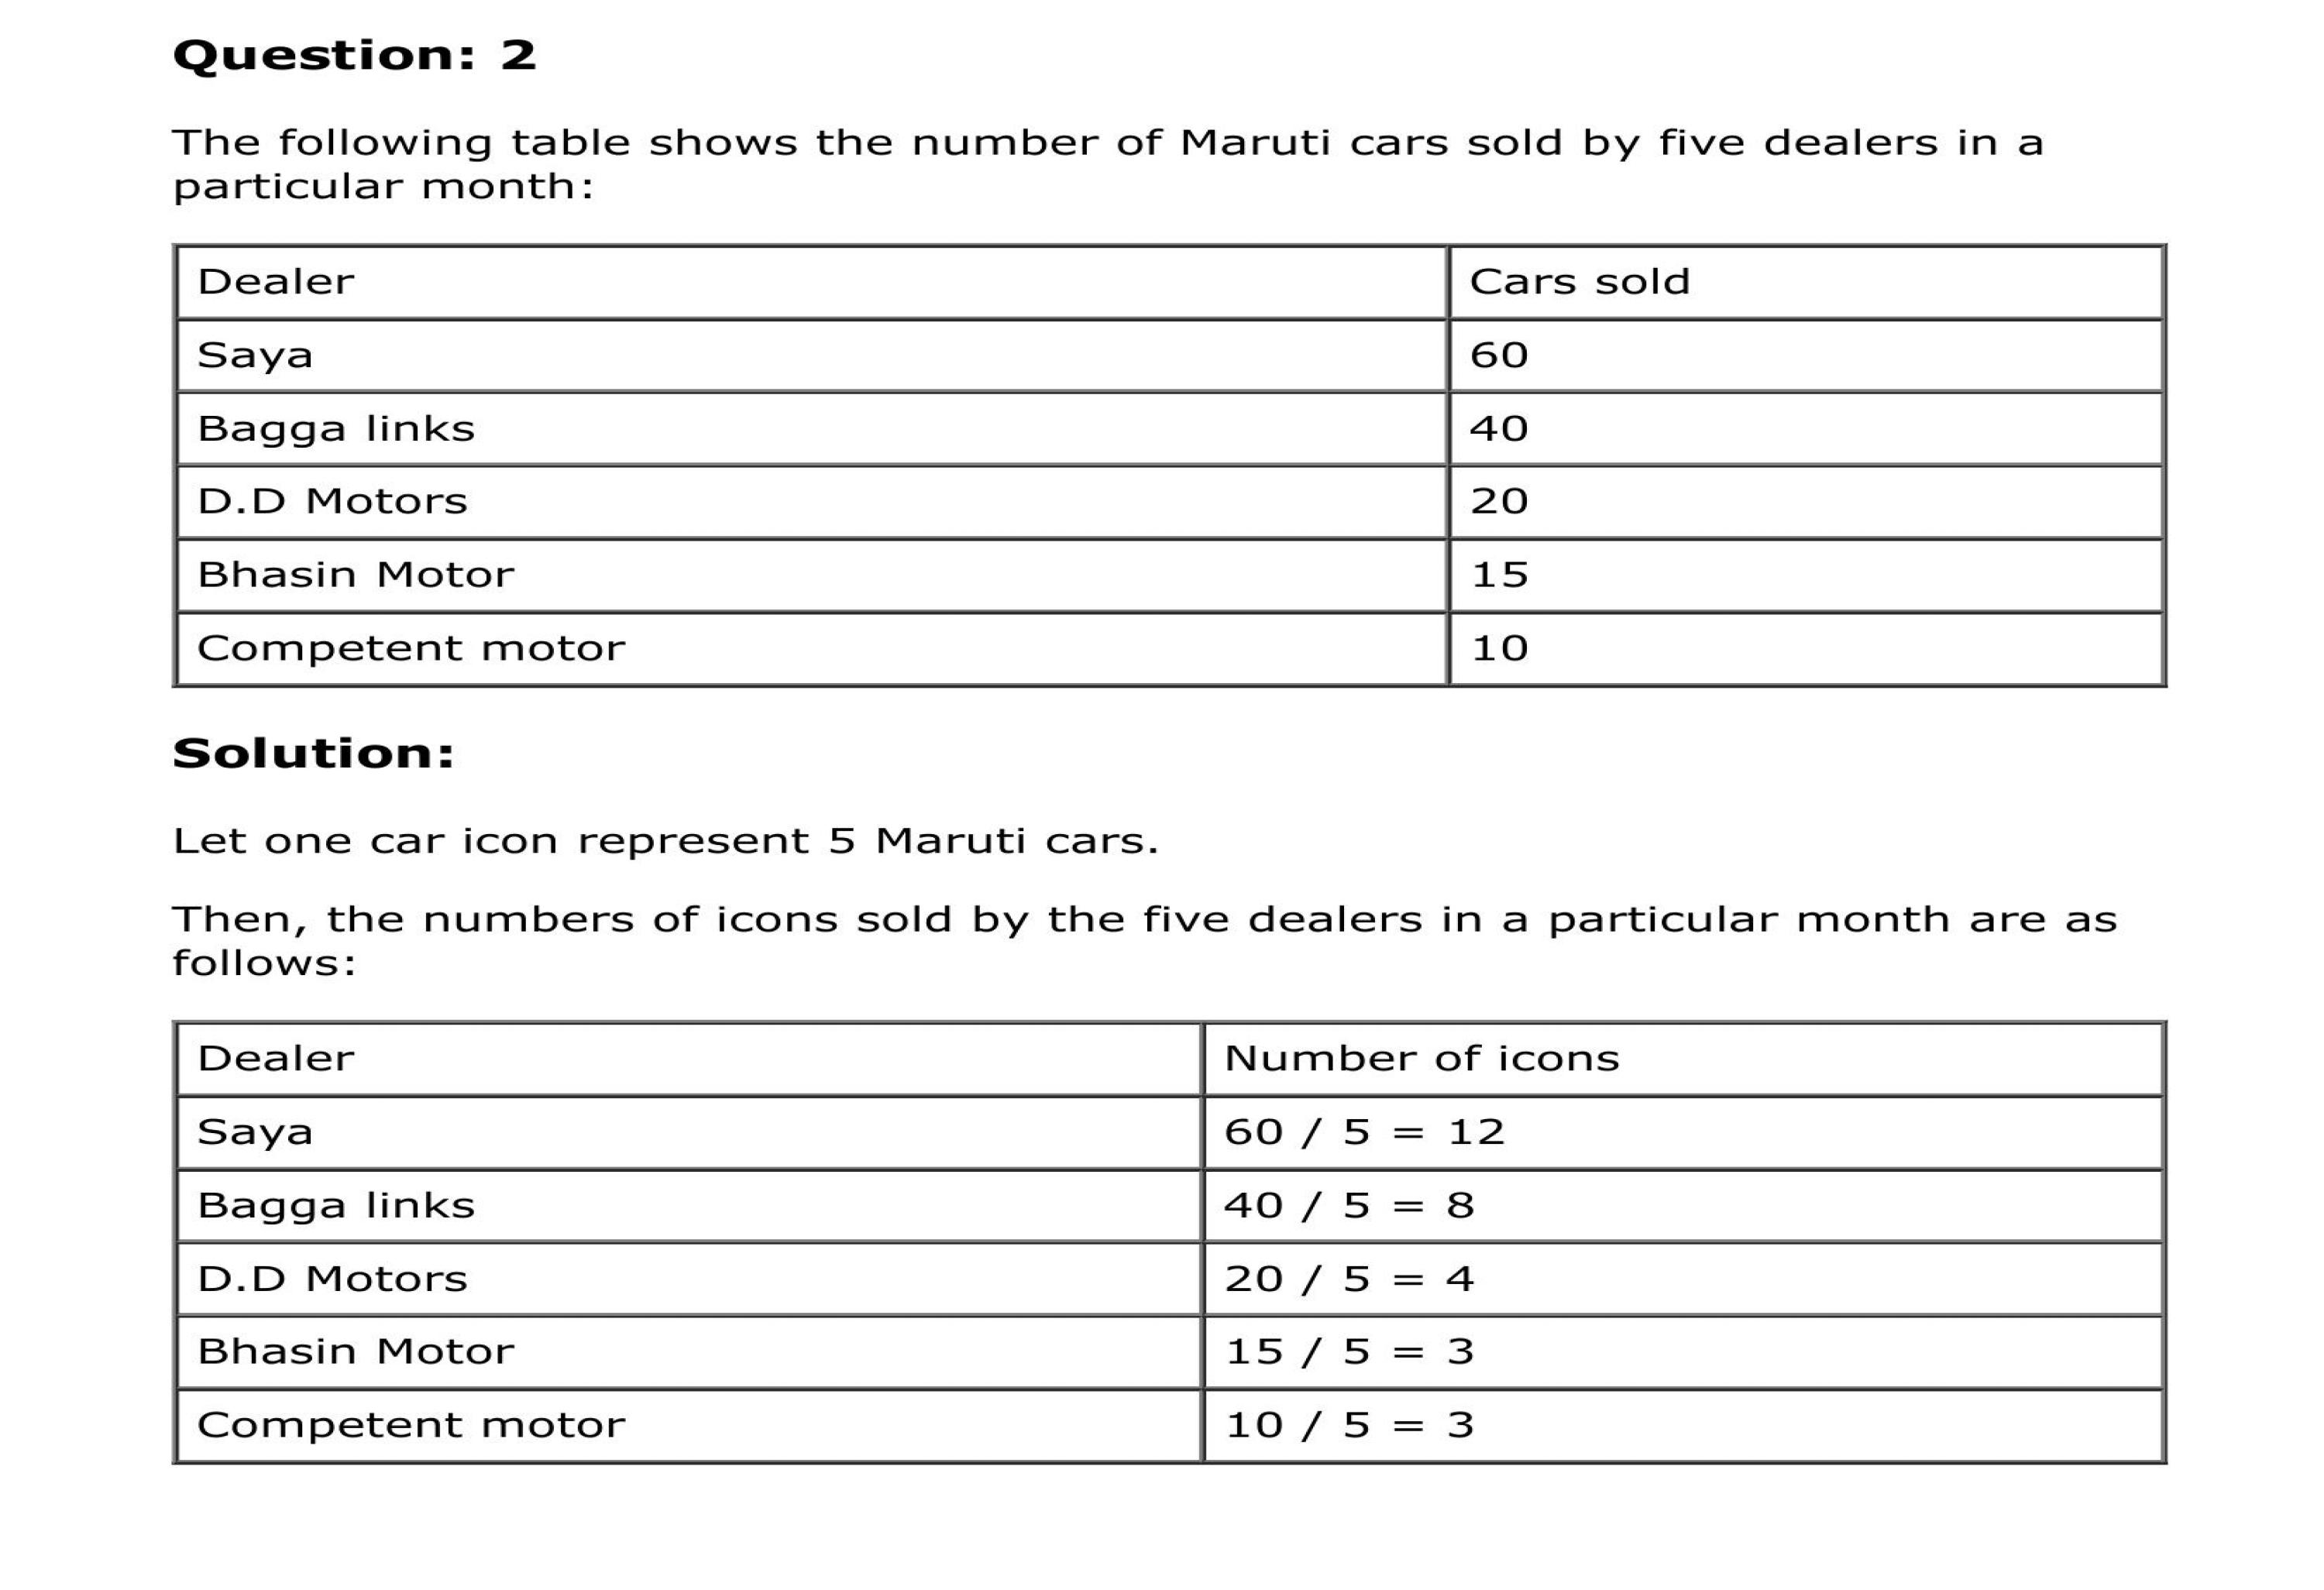 Question: 2
The following table shows the number of Maruti cars sold by five dealers in a
particular month:
Dealer Cars sold
Saya 60
Bagga links 40
D.D Motors 20
Bhasin Motor 15
Competent motor 10
Solution:
Let one car icon represent 5 Maruti cars.
Then, the numbers of icons sold by the five dealers in a particular month are as
follows:
Dealer Number of icons
Saya 60 / 5 = 12
Bagga links 40 / 5 = 8
D.D Motors 20 / 5 = 4
Bhasin Motor 15 / 5 = 3
Competent motor 10 / 5 = 3